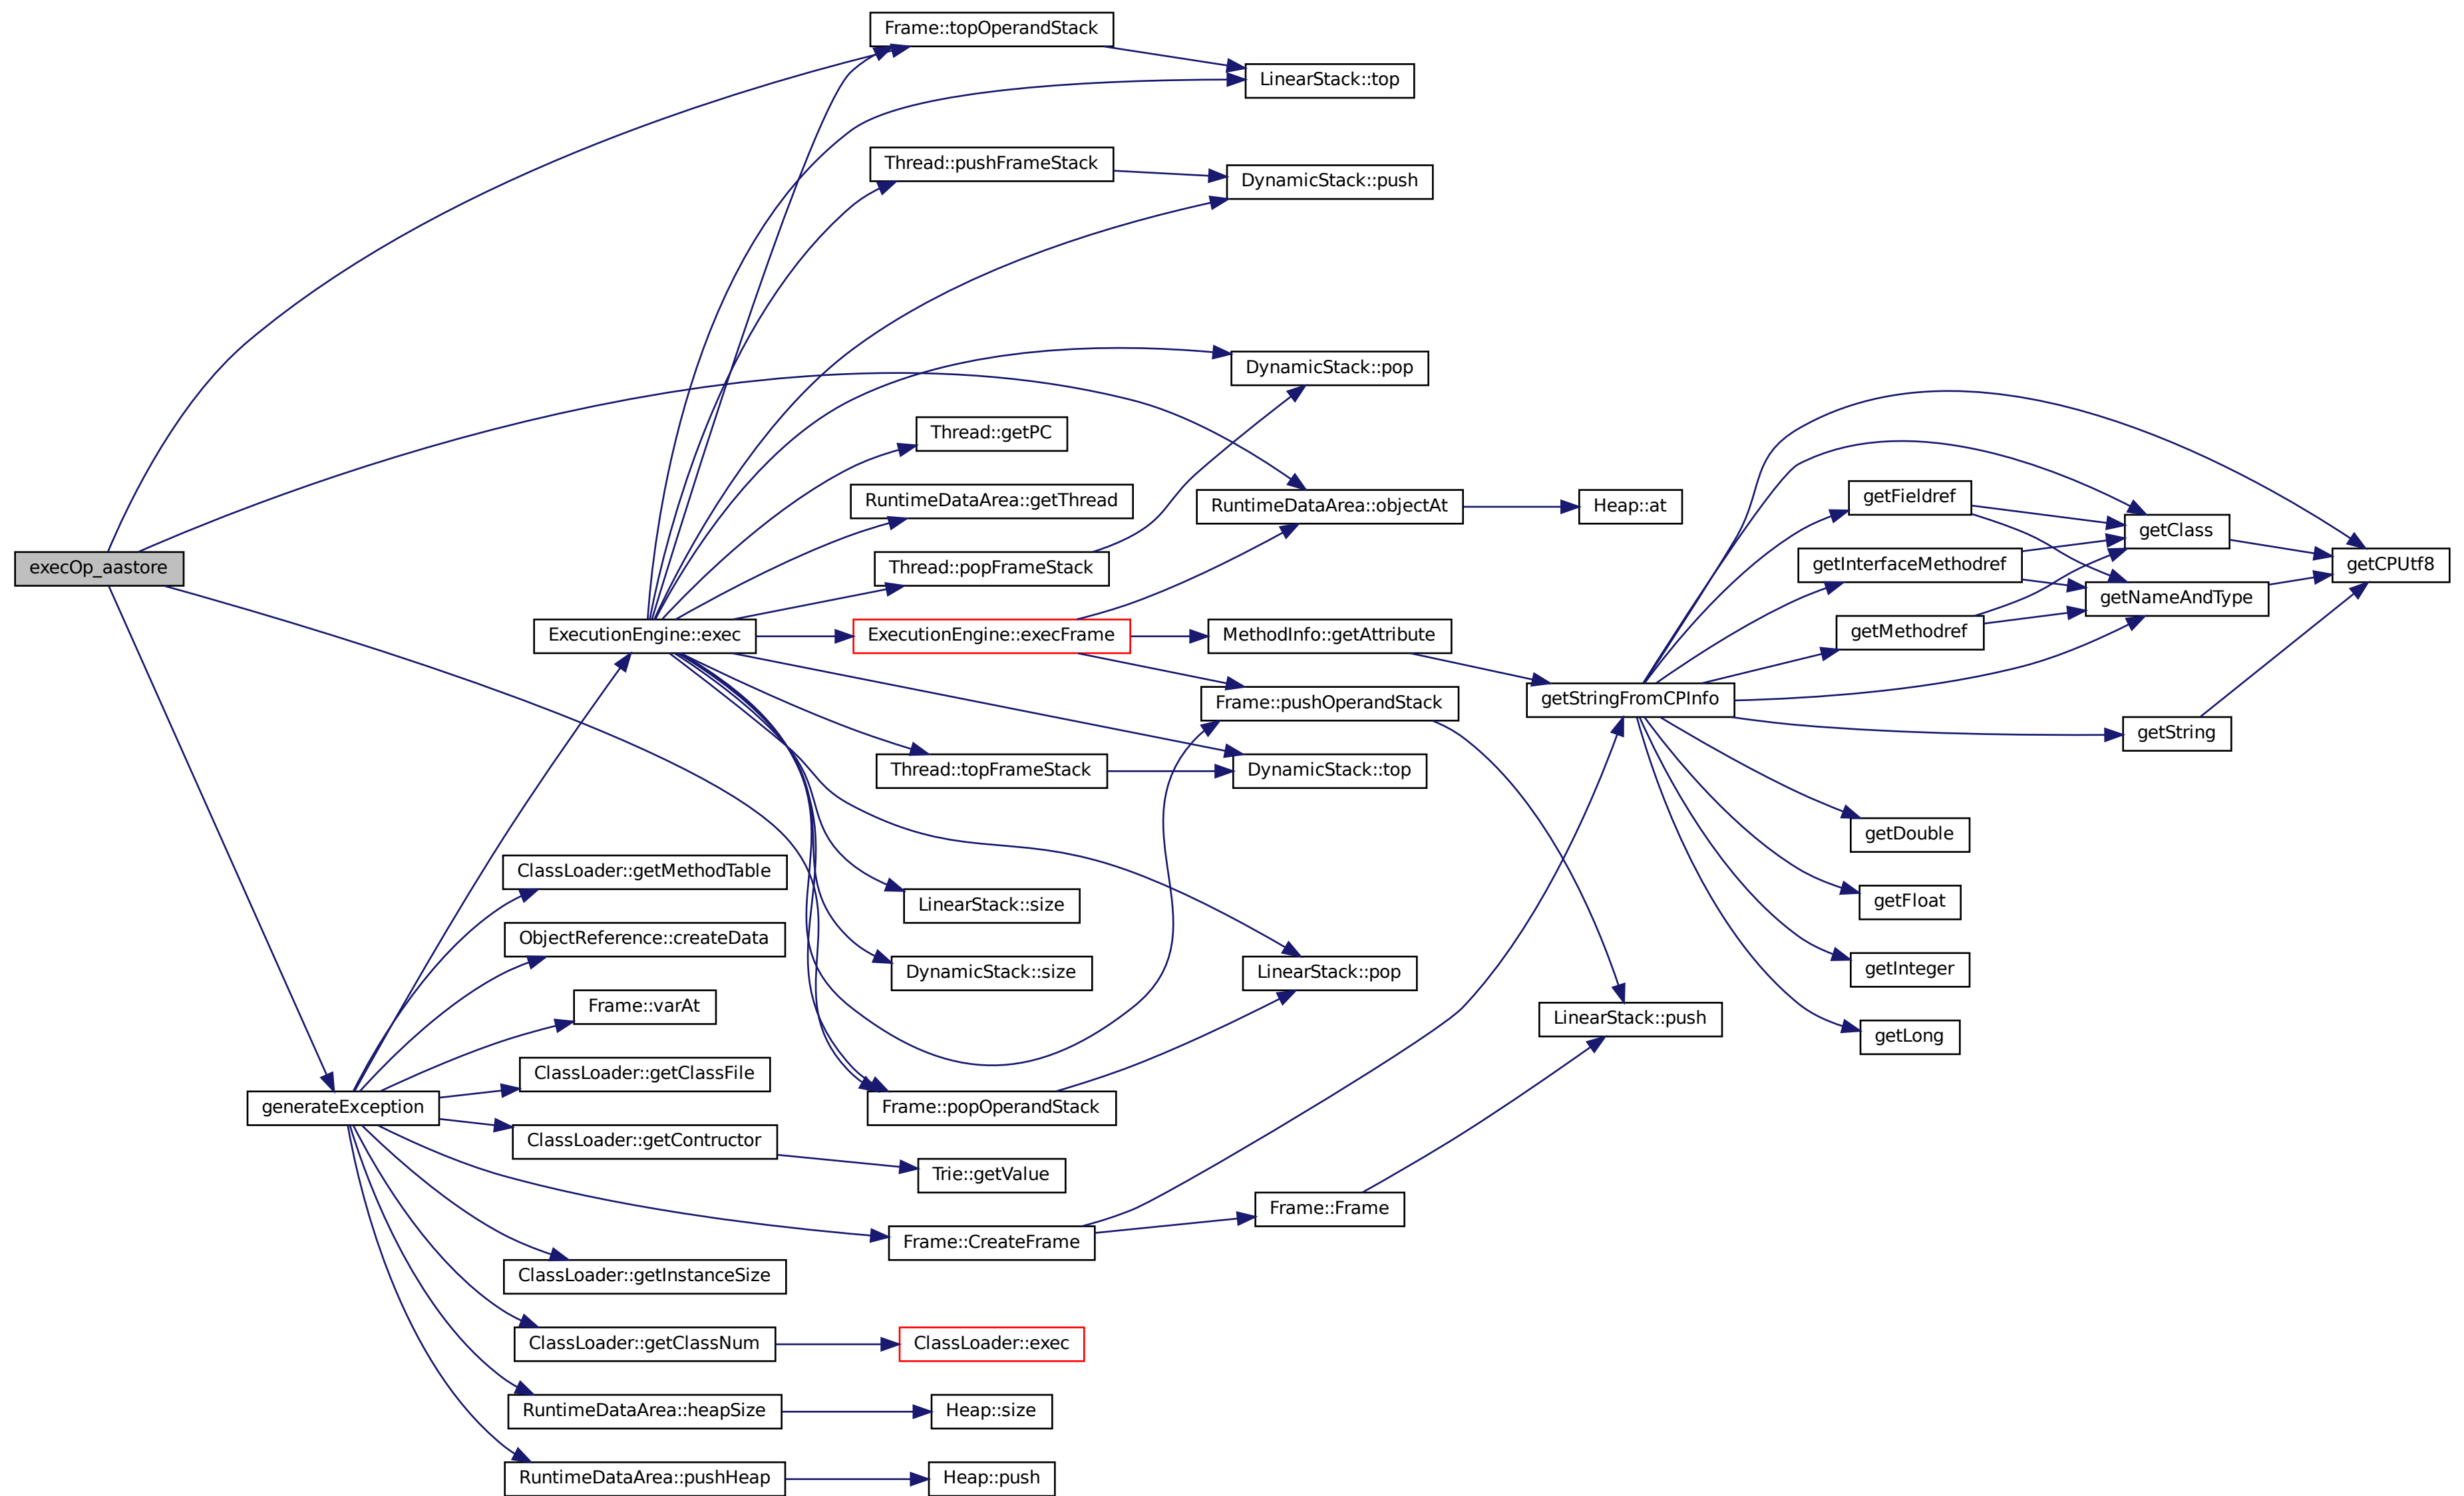 Frame::topOperandStack
LinearStack::top
Thread::pushFrameStack
DynamicStack::push
DynamicStack::pop
Thread::getPC
RuntimeDataArea::getThread
RuntimeDataArea::objectAt
Heap::at
getFieldref
getClass
execOp_aastore
Thread::popFrameStack
getInterfaceMethodref
getCPUtf8
getNameAndType
ExecutionEngine::exec
ExecutionEngine::execFrame
MethodInfo::getAttribute
getMethodref
Frame::pushOperandStack
getStringFromCPInfo
getString
Thread::topFrameStack
DynamicStack::top
getDouble
ClassLoader::getMethodTable
LinearStack::size
getFloat
ObjectReference::createData
DynamicStack::size
LinearStack::pop
getInteger
Frame::varAt
LinearStack::push
getLong
ClassLoader::getClassFile
generateException
Frame::popOperandStack
ClassLoader::getContructor
Trie::getValue
Frame::Frame
Frame::CreateFrame
ClassLoader::getInstanceSize
ClassLoader::getClassNum
ClassLoader::exec
RuntimeDataArea::heapSize
Heap::size
RuntimeDataArea::pushHeap
Heap::push